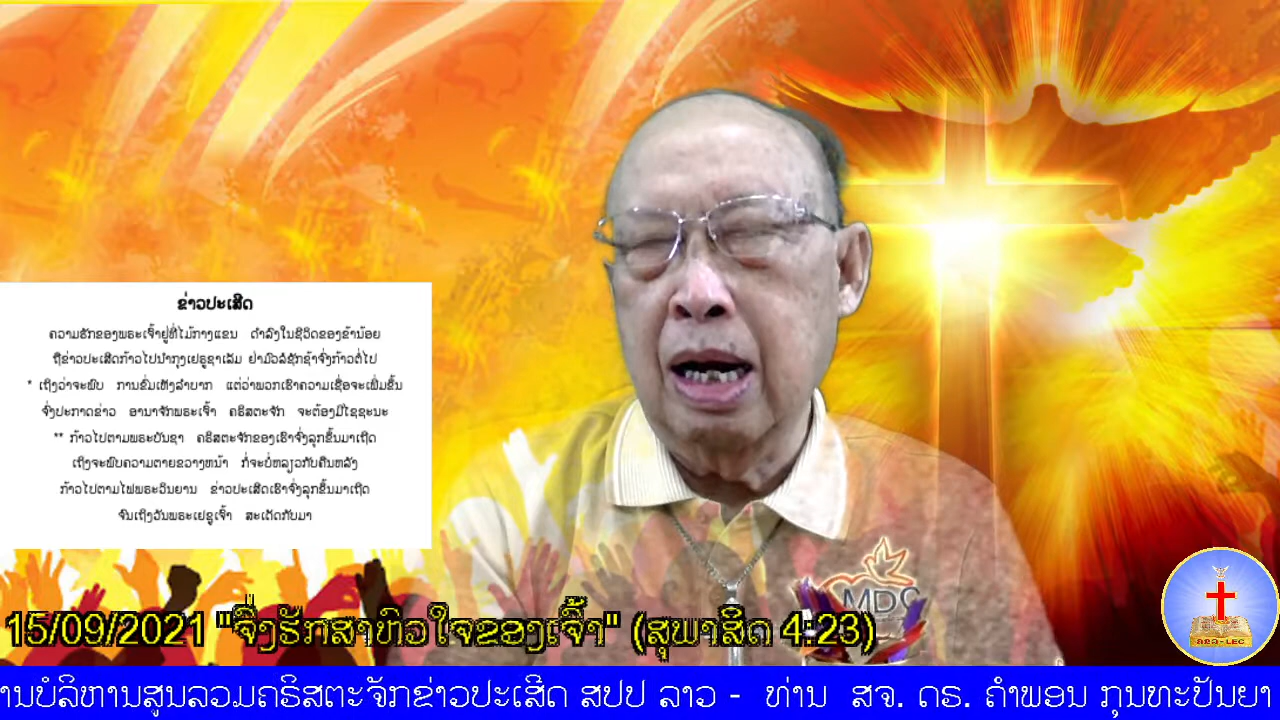 ຂ່າວປະເສີດ
ຄວາມຮັກຂອງພຣະເຈົ້າຢູ່ທີ່ໄມ້ກາງແຂນ ດຳລົງໃນຊີວິດຂອງຂ້ານ້ອຍ
ຖືຂ່າວປະເສີດກ້າວໄປນຳກຸງເຢຣູຊາເລັມ ຢ່າມົວລໍຊັກຊ້າຈົ່ງກ້າວຕໍ່ໄປ
* ເຖິງວ່າຈະພົບ ການຂົ່ມເຫັງລຳບາກ ແຕ່ວ່າພວກເຮົາຄວາມເຊື່ອຈະເພີ່ມຂຶ້ນ
ຈົ່ງປະກາດຂ່າວ ອານາຈັກພຣະເຈົ້າ ຄຣິສຕະຈັກ ຈະຕ້ອງມີໄຊຊະນະ
** ກ້າວໄປຕາມພຣະບັນຊາ ຄຣິສຕະຈັກຂອງເຮົາຈົ່ງລຸກຂຶ້ນມາເຖີດ
ເຖິງຈະພົບຄວາມຕາຍຂວາງຫນ້າ ກໍ່ຈະບໍ່ຫລຽວກັບຄືນຫລັງ
ກ້າວໄປຕາມໄຟພຣະວິນຍານ ຂ່າວປະເສີດເຮົາຈົ່ງລຸກຂຶ້ນມາເຖີດ
ຈົນເຖິງວັນພຣະເຢຊູເຈົ້າ ສະເດັດກັບມາ
MDC
15/09/2021 "ຈົ່ງຮັກສາຫົວໃຈຂອງເຈົ້າ" (ສຸພາສິດ 4:23)
ຄຂລ-LEC
ານບໍລິຫານສູນລວມຄຣິສຕະຈັກຂ່າວປະເສີດ ສປປ ລາວ - ທ່ານ ສຈ. ດຣ. ຄຳພອນ ກຸນທະປັນຍາ